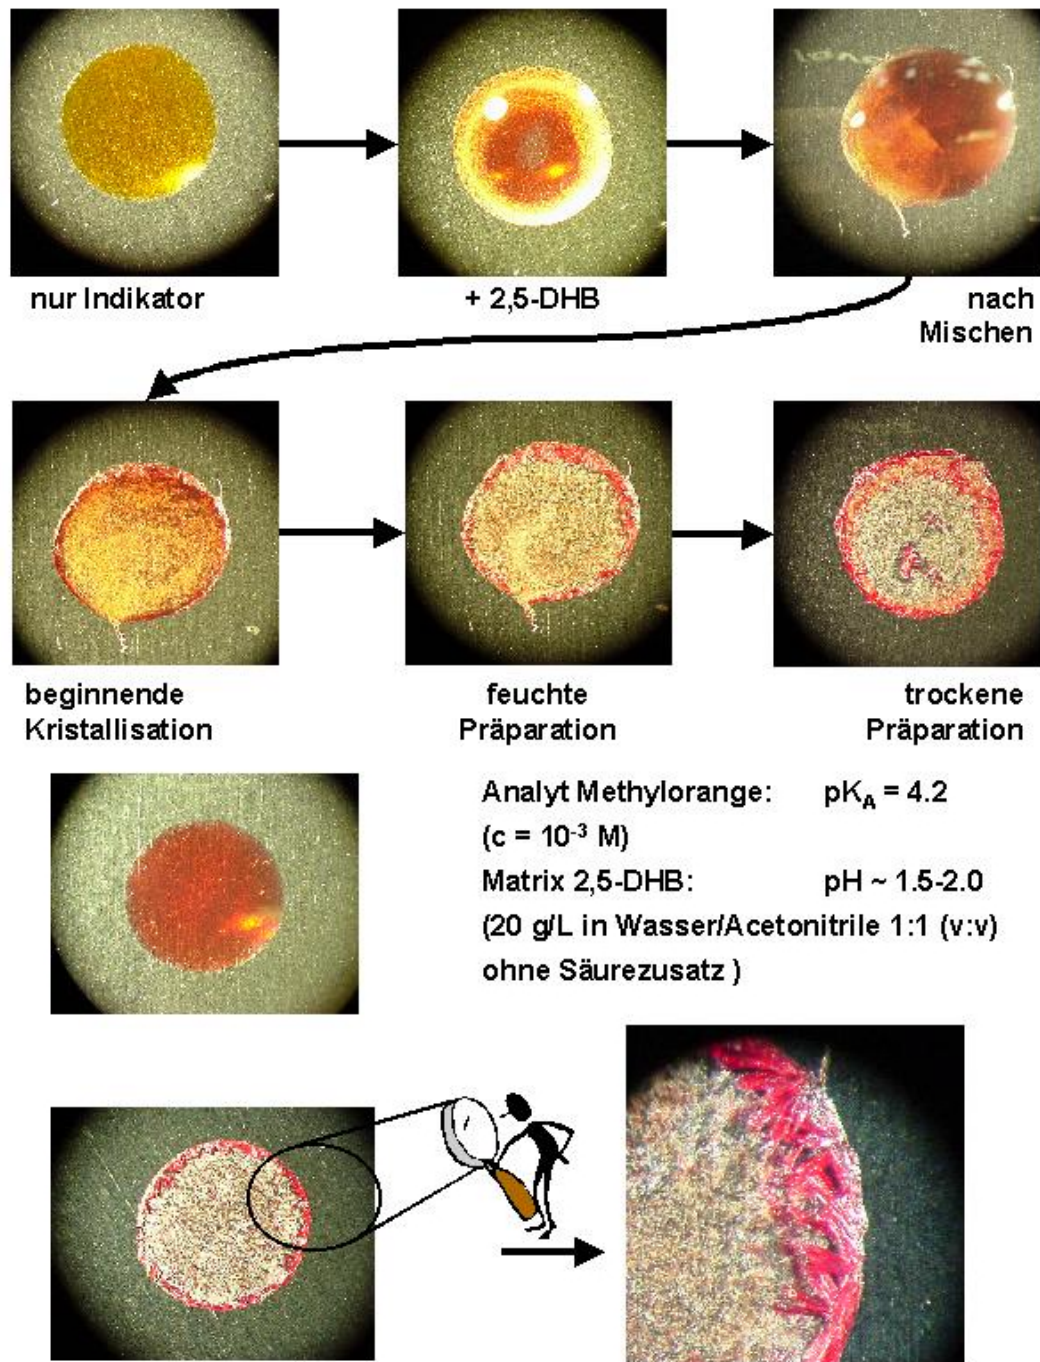 nur Indikator
+ 2,5-DHB
nach
Mischen
beginnende
Kristallisation
feuchte
Präparation
trockene
Präparation
Analyt Methylorange: pK_A = 4.2
(c = 10⁻³ M)
Matrix 2,5-DHB: pH ~ 1.5-2.0
(20 g/L in Wasser/Acetonitrile 1:1 (v:v)
ohne Säurezusatz )